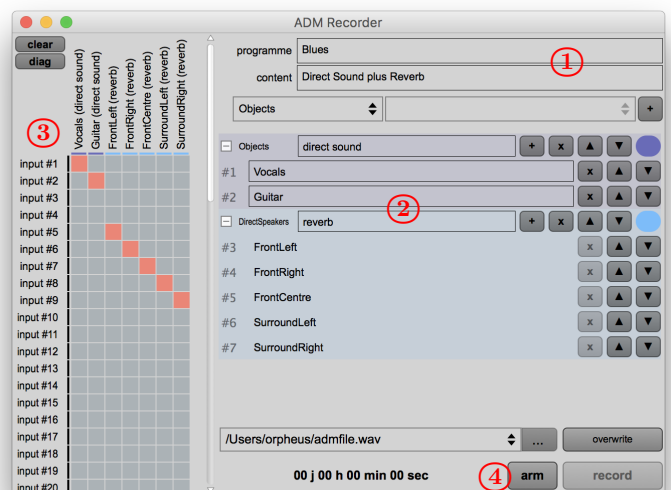 ADM Recorder
clear
diag
Vocals (direct sound)
Guitar (direct sound)
FrontLeft (reverb)
FrontRight (reverb)
FrontCentre (reverb)
SurroundLeft (reverb)
SurroundRight (reverb)
3
input #1
input #2
input #3
input #4
input #5
input #6
input #7
input #8
input #9
input #10
input #11
input #12
input #13
input #14
input #15
input #16
input #17
input #18
input #19
input #20
programme Blues
1
content Direct Sound plus Reverb
Objects +
Objects direct sound + x
#1 Vocals x
#2 Guitar x
2
DirectSpeakers reverb + x
#3 FrontLeft x
#4 FrontRight x
#5 FrontCentre x
#6 SurroundLeft x
#7 SurroundRight x
/Users/orpheus/admfile.wav ... overwrite
00 j 00 h 00 min 00 sec 4 arm record